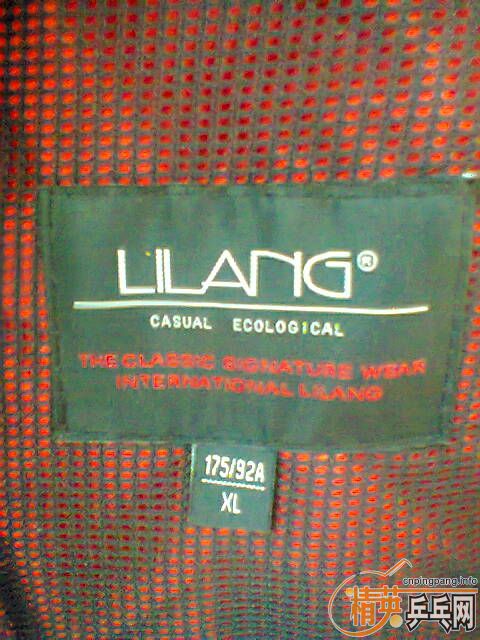 LILANG®
CASUAL ECOLOGICAL
THE CLASSIC SIGNATURE WEAR
INTERNATIONAL LILANG
175/92A
XL
cnpingpang.info
精英乒乓网